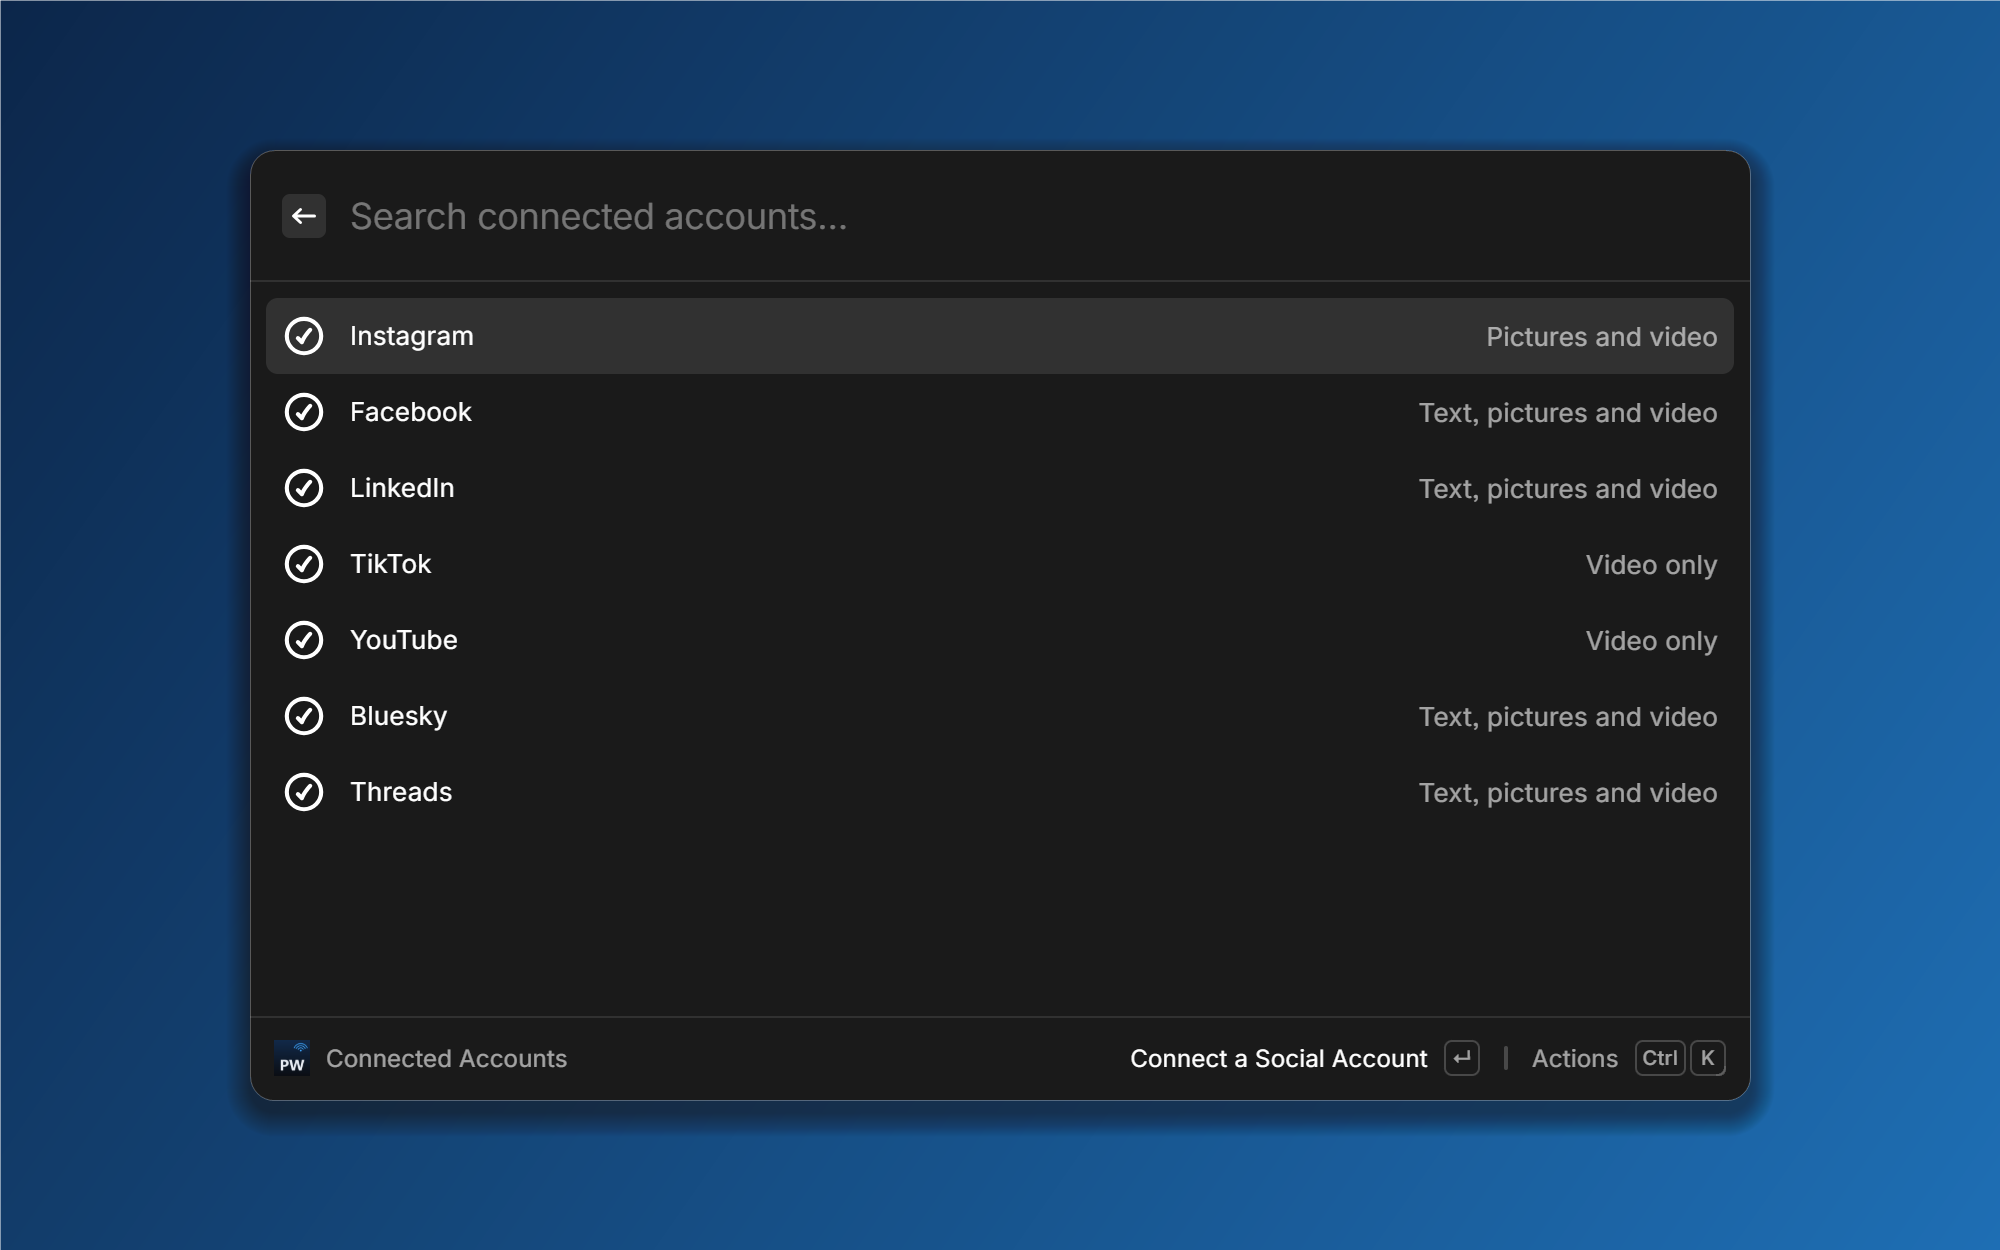 Search connected accounts...
Instagram Pictures and video
Facebook Text, pictures and video
LinkedIn Text, pictures and video
TikTok Video only
YouTube Video only
Bluesky Text, pictures and video
Threads Text, pictures and video
PW Connected Accounts Connect a Social Account Actions Ctrl K